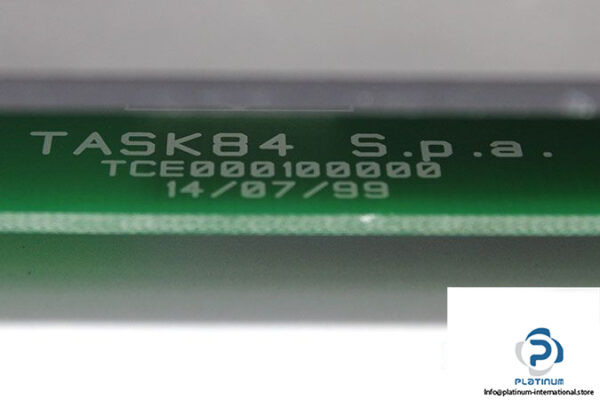 TASK84 S.p.a.
TCE000100000
14/07/99
PLATINUM
Info@platinum-international.store